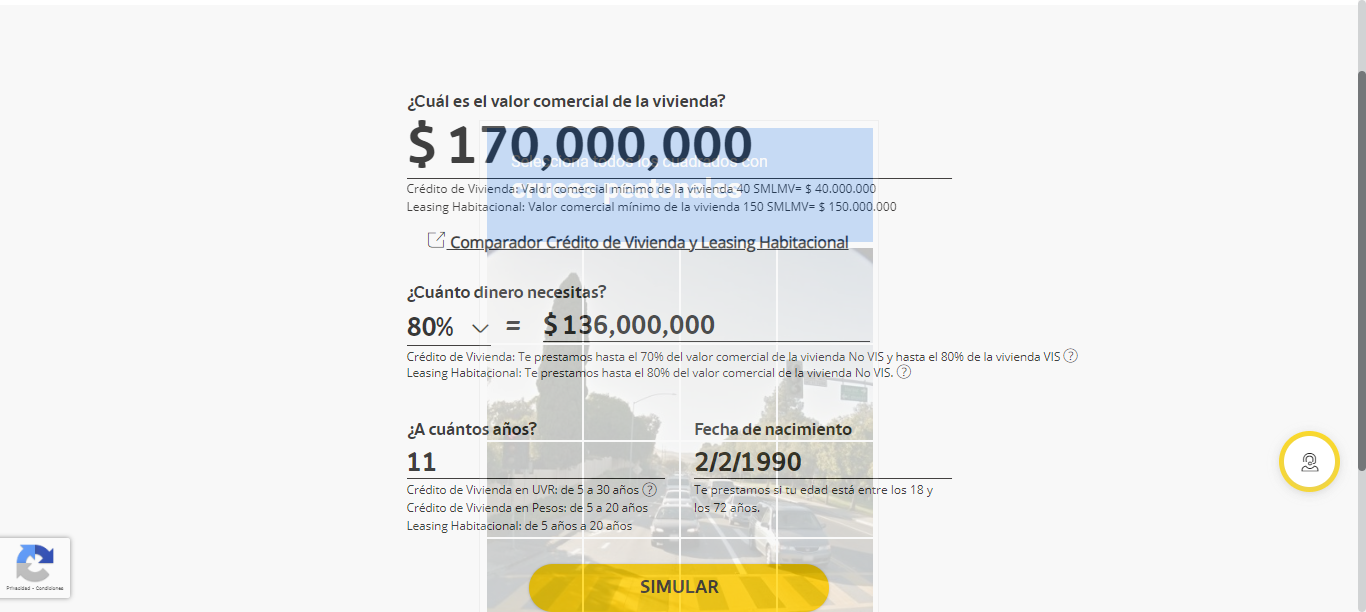 ¿Cuál es el valor comercial de la vivienda?
$ 170,000,000
Selecciona todos los cuadrados con
cruces peatonales
Crédito de Vivienda: Valor comercial mínimo de la vivienda 40 SMLMV= $ 40.000.000
Leasing Habitacional: Valor comercial mínimo de la vivienda 150 SMLMV= $ 150.000.000
Comparador Crédito de Vivienda y Leasing Habitacional
¿Cuánto dinero necesitas?
80% = $ 136,000,000
Crédito de Vivienda: Te prestamos hasta el 70% del valor comercial de la vivienda No VIS y hasta el 80% de la vivienda VIS ?
Leasing Habitacional: Te prestamos hasta el 80% del valor comercial de la vivienda No VIS. ?
¿A cuántos años?
11
Crédito de Vivienda en UVR: de 5 a 30 años ?
Crédito de Vivienda en Pesos: de 5 a 20 años
Leasing Habitacional: de 5 años a 20 años
Fecha de nacimiento
2/2/1990
Te prestamos si tu edad está entre los 18 y
los 72 años.
SIMULAR
Privacidad - Condiciones